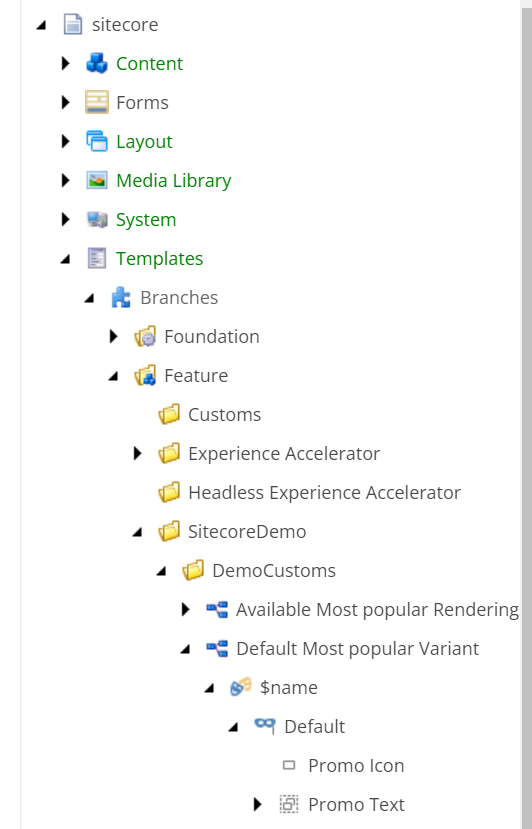 sitecore
Content
Forms
Layout
Media Library
System
Templates
Branches
Foundation
Feature
Customs
Experience Accelerator
Headless Experience Accelerator
SitecoreDemo
DemoCustoms
Available Most popular Rendering
Default Most popular Variant
$name
Default
Promo Icon
Promo Text